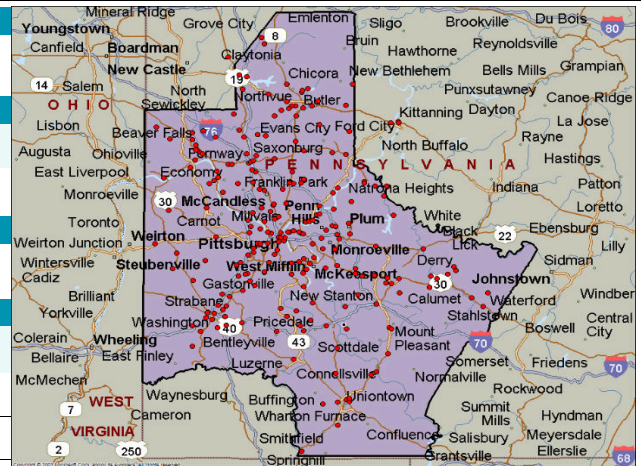 Mineral Ridge
Emlenton
Sligo
Brookville
Du Bois
Youngstown
Grove City
8
80
Canfield
Boardman
Claytonia
Bruin
Hawthorne
Reynoldsville
New Castle
19
Chicora
New Bethlehem
Bells Mills
Grampian
14
Salem
North
Sewickley
Northvue
Butler
Punxsutawney
Canoe Ridge
OHIO
Kittanning
Dayton
Lisbon
Beaver Falls
76
Evans City
Ford City
La Jose
Rayne
Augusta
Ohioville
Fernway
Saxonburg
North Buffalo
Hastings
East Liverpool
Economy
PENNSYLVANIA
Monroeville
Franklin Park
Natrona Heights
Indiana
Patton
30
McCandless
Penn
Hills
Loretto
Toronto
Carnot
Millvale
Plum
White
Weirton Junction
Weirton
Pittsburgh
Black
Lick
22
Ebensburg
Lilly
Wintersville
Steubenville
Monroeville
Derry
Sidman
Cadiz
West Mifflin
McKeesport
Johnstown
Brilliant
Gastonville
New Stanton
30
Calumet
Waterford
Windber
Yorkville
Strabane
Stahlstown
Central
City
Washington
40
Pricedale
Mount
Pleasant
Boswell
Colerain
Wheeling
Bentleyville
43
Scottdale
70
Bellaire
East Finley
Luzerne
Somerset
Friedens
70
McMechen
Connellsville
Normalville
7
WEST
VIRGINIA
Waynesburg
Buffington
Uniontown
Rockwood
Cameron
Wharton Furnace
Summit
Mills
Hyndman
2
250
Smithfield
Confluence
Salisbury
Meyersdale
Ellerslie
Springhill
Grantsville
68